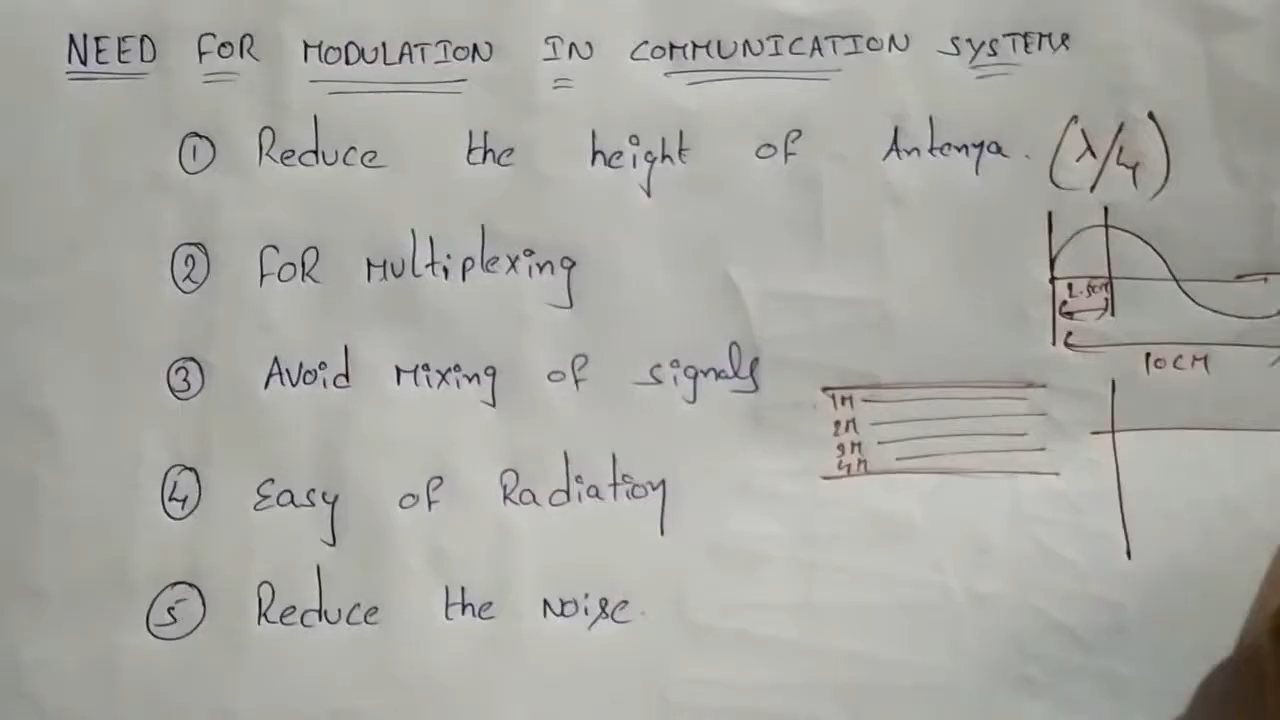 NEED FOR MODULATION IN COMMUNICATION SYSTEMS
① Reduce the height of Antenna. (λ/4)
② FOR Multiplexing
2.5cm
10CM
③ Avoid Mixing of signals
1M
2M
3M
4M
④ Easy of Radiation
⑤ Reduce the Noise.